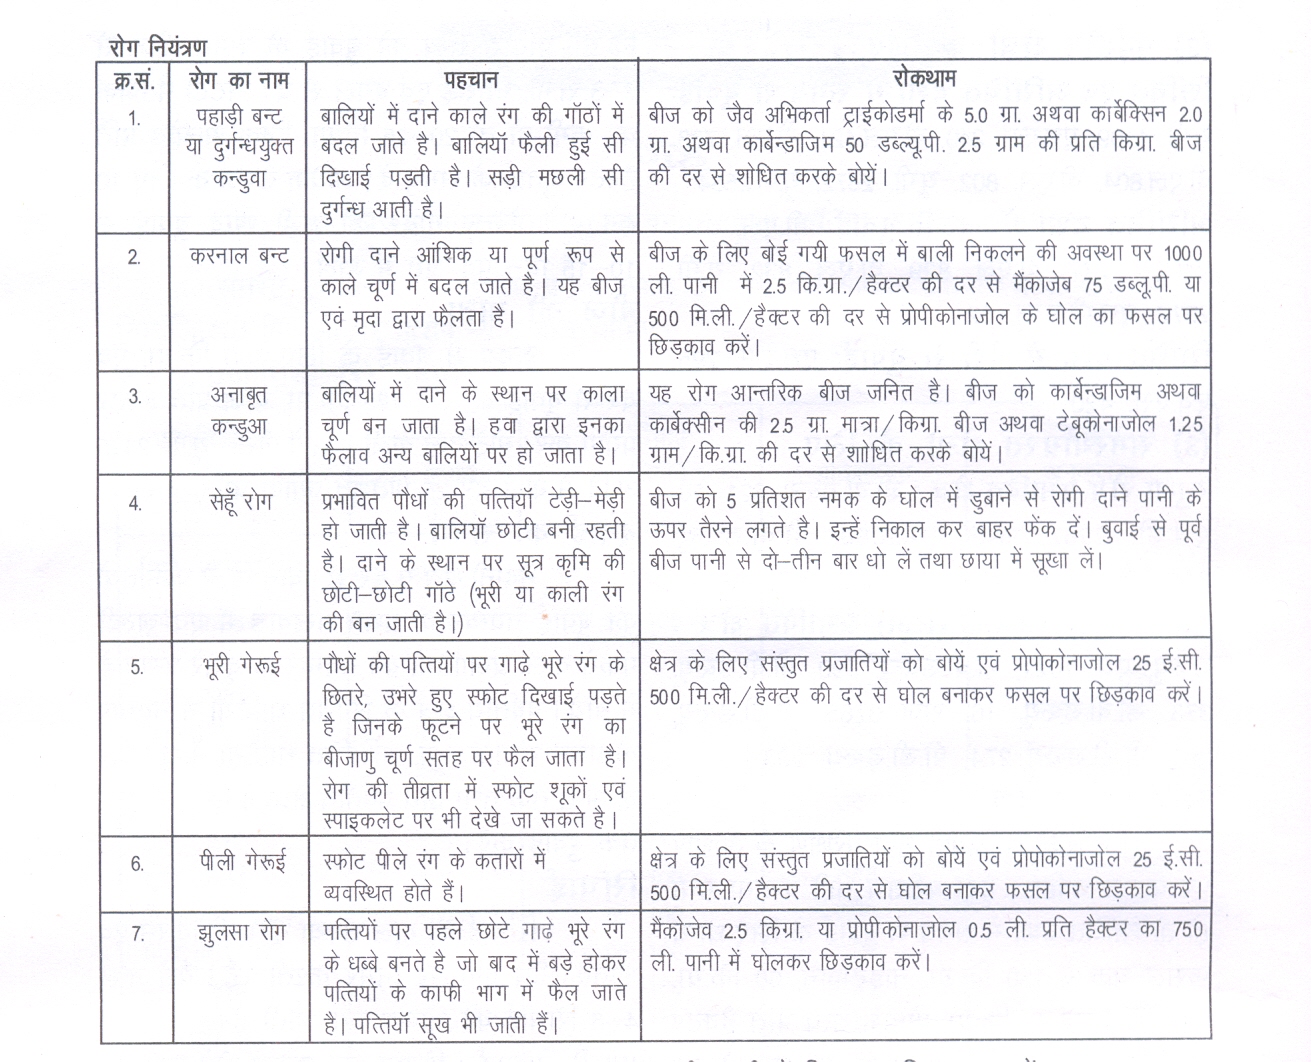 रोग नियंत्रण
क्र.सं. रोग का नाम पहचान रोकथाम
1. पहाड़ी बन्ट या दुर्गन्धयुक्त कन्डुवा
बालियों में दाने काले रंग की गॉठों में
बदल जाते है। बालियॉ फैली हुई सी
दिखाई पड़ती है। सड़ी मछली सी
दुर्गन्ध आती है।
बीज को जैव अभिकर्ता ट्राईकोडर्मा के 5.0 ग्रा. अथवा कार्बेक्सिन 2.0
ग्रा. अथवा कार्बेन्डाजिम 50 डब्ल्यू.पी. 2.5 ग्राम की प्रति किग्रा. बीज
की दर से शोधित करके बोयें।
2. करनाल बन्ट
रोगी दाने आंशिक या पूर्ण रूप से
काले चूर्ण में बदल जाते है। यह बीज
एवं मृदा द्वारा फैलता है।
बीज के लिए बोई गयी फसल में बाली निकलने की अवस्था पर 1000
ली. पानी में 2.5 कि.ग्रा./हैक्टर की दर से मैंकोजेब 75 डब्लू.पी. या
500 मि.ली./हैक्टर की दर से प्रोपीकोनाजोल के घोल का फसल पर
छिड़काव करें।
3. अनाबृत कन्डुआ
बालियों में दाने के स्थान पर काला
चूर्ण बन जाता है। हवा द्वारा इनका
फैलाव अन्य बालियों पर हो जाता है।
यह रोग आन्तरिक बीज जनित है। बीज को कार्बेन्डाजिम अथवा
कार्बेक्सीन की 2.5 ग्रा. मात्रा/किग्रा. बीज अथवा टेबूकोनाजोल 1.25
ग्राम/कि.ग्रा. की दर से शोधित करके बोयें।
4. सेहूँ रोग
प्रभावित पौधों की पत्तियॉ टेड़ी–मेड़ी
हो जाती है। बालियॉ छोटी बनी रहती
है। दाने के स्थान पर सूत्र कृमि की
छोटी–छोटी गॉठे (भूरी या काली रंग
की बन जाती है।)
बीज को 5 प्रतिशत नमक के घोल में डुबाने से रोगी दाने पानी के
ऊपर तैरने लगते है। इन्हें निकाल कर बाहर फेंक दें। बुवाई से पूर्व
बीज पानी से दो–तीन बार धो लें तथा छाया में सूखा लें।
5. भूरी गेरूई
पौधों की पत्तियों पर गाढ़े भूरे रंग के
छितरे, उभरे हुए स्फोट दिखाई पड़ते
है जिनके फूटने पर भूरे रंग का
बीजाणु चूर्ण सतह पर फैल जाता है।
रोग की तीव्रता में स्फोट शूकों एवं
स्पाइकलेट पर भी देखे जा सकते है।
क्षेत्र के लिए संस्तुत प्रजातियों को बोयें एवं प्रोपोकोनाजोल 25 ई.सी.
500 मि.ली./हैक्टर की दर से घोल बनाकर फसल पर छिड़काव करें।
6. पीली गेरूई
स्फोट पीले रंग के कतारों में
व्यवस्थित होते हैं।
क्षेत्र के लिए संस्तुत प्रजातियों को बोयें एवं प्रोपोकोनाजोल 25 ई.सी.
500 मि.ली./हैक्टर की दर से घोल बनाकर फसल पर छिड़काव करें।
7. झुलसा रोग
पत्तियों पर पहले छोटे गाढ़े भूरे रंग
के धब्बे बनते है जो बाद में बड़े होकर
पत्तियों के काफी भाग में फैल जाते
है। पत्तियॉ सूख भी जाती हैं।
मैंकोजेव 2.5 किग्रा. या प्रोपीकोनाजोल 0.5 ली. प्रति हैक्टर का 750
ली. पानी में घोलकर छिड़काव करें।